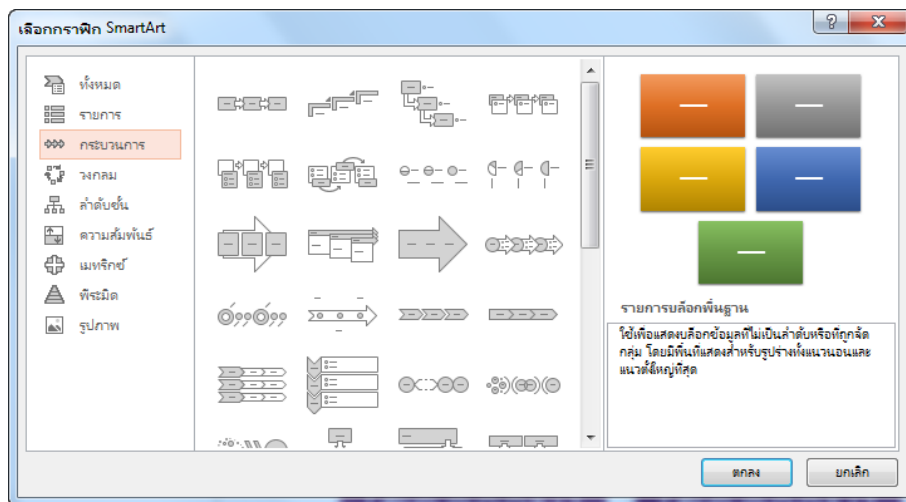 เลือกกราฟิก SmartArt
ทั้งหมด
รายการ
กระบวนการ
วงกลม
ลำดับชั้น
ความสัมพันธ์
เมทริกซ์
พีระมิด
รูปภาพ
รายการบล็อกพื้นฐาน
ใช้เพื่อแสดงบล็อกข้อมูลที่ไม่เป็นลำดับหรือที่ถูกจัด
กลุ่ม โดยมีพื้นที่แสดงสำหรับรูปร่างทั้งแนวนอนและ
แนวตั้งใหญ่ที่สุด
ตกลง
ยกเลิก